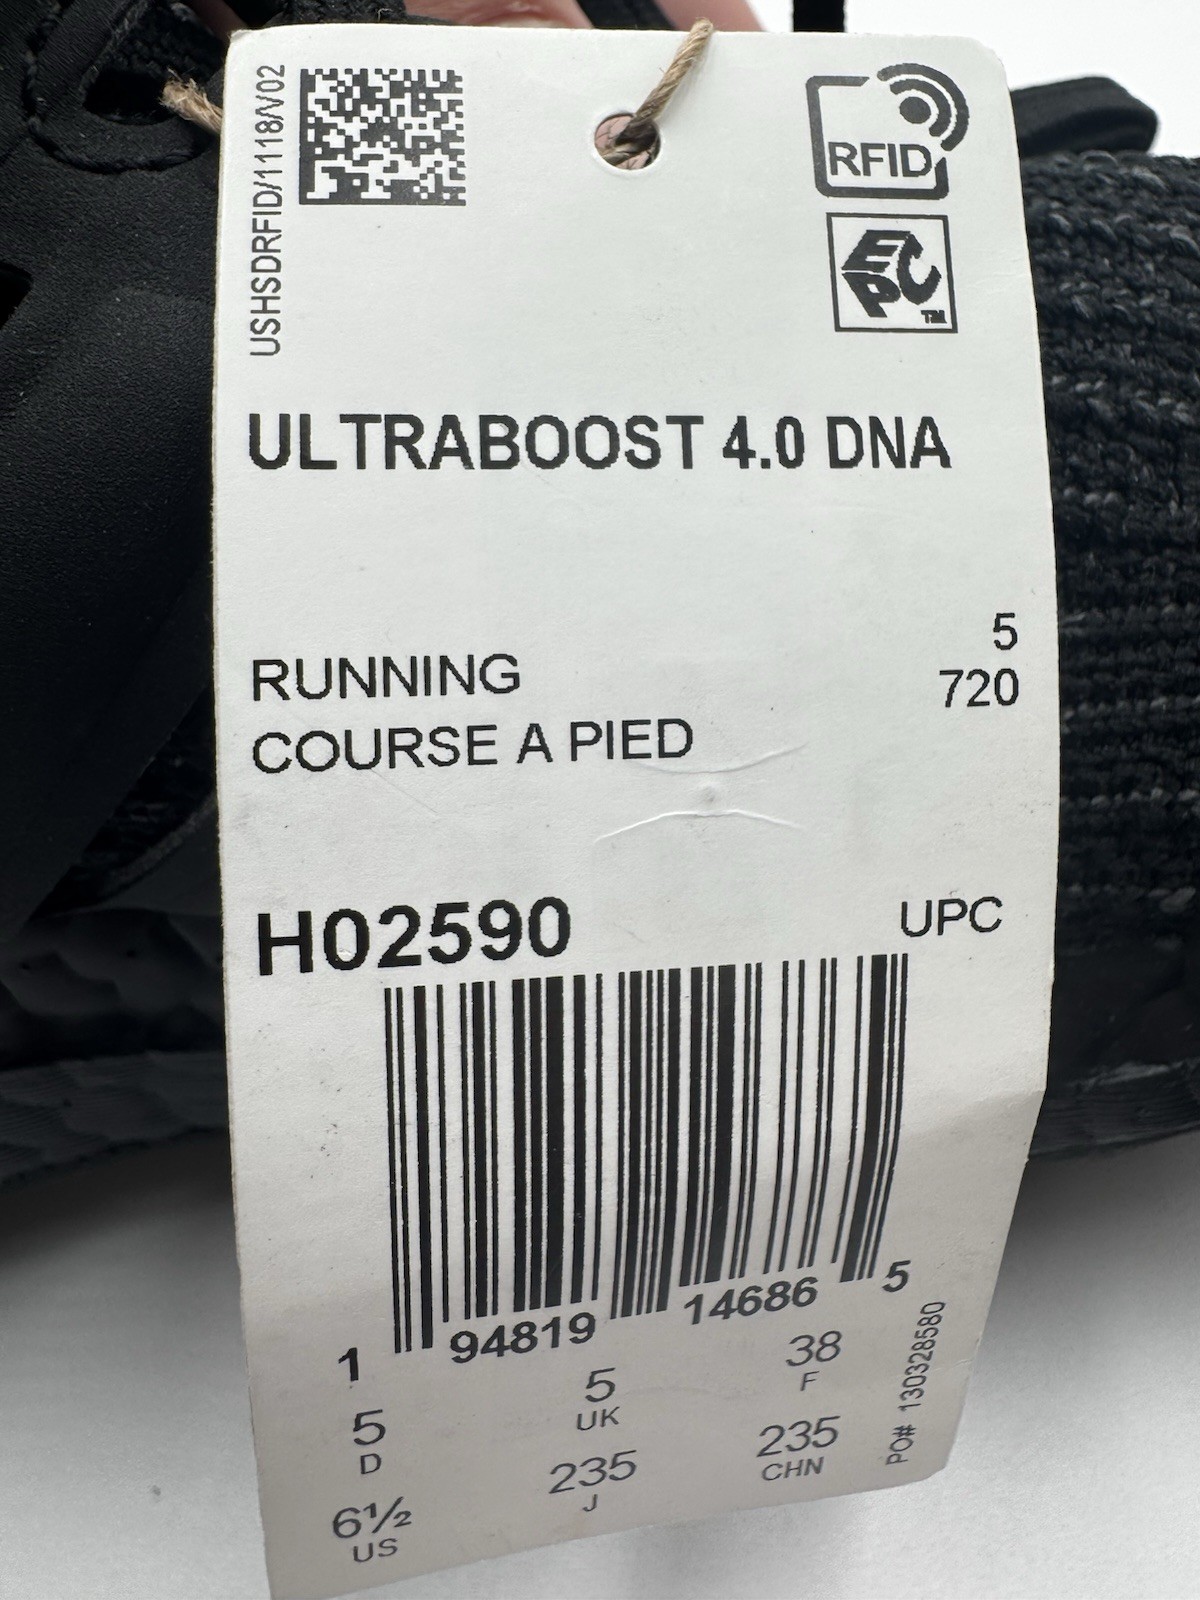 USHSDRFID/1118/V02
RFID
EPC TM
ULTRABOOST 4.0 DNA
5
RUNNING 720
COURSE A PIED
H02590 UPC
1 94819 14686 5
5 5 38
D UK F
6½ 235 235
US J CHN
PO# 130328580